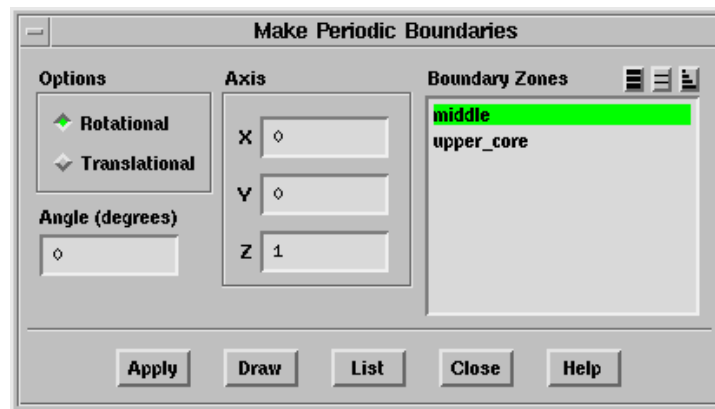 Make Periodic Boundaries
Options
Rotational
Translational
Angle (degrees)
0
Axis
X 0
Y 0
Z 1
Boundary Zones
middle
upper_core
Apply Draw List Close Help